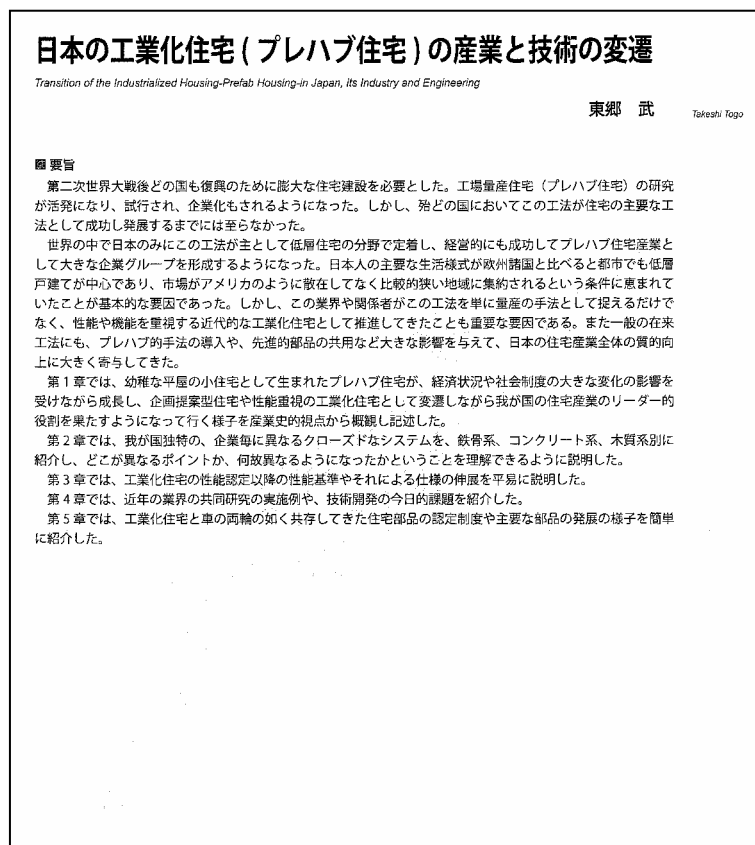 日本の工業化住宅(プレハブ住宅)の産業と技術の変遷
Transition of the Industrialized Housing-Prefab Housing-in Japan, Its Industry and Engineering
東郷 武 Takeshi Togo
要旨
第二次世界大戦後どの国も復興のために膨大な住宅建設を必要とした。工場量産住宅(プレハブ住宅)の研究
が活発になり、試行され、企業化もされるようになった。しかし、殆どの国においてこの工法が住宅の主要な工
法として成功し発展するまでには至らなかった。
世界の中で日本のみにこの工法が主として低層住宅の分野で定着し、経営的にも成功してプレハブ住宅産業と
して大きな企業グループを形成するようになった。日本人の主要な生活様式が欧州諸国と比べると都市でも低層
戸建てが中心であり、市場がアメリカのように散在してなく比較的狭い地域に集約されるという条件に恵まれて
いたことが基本的な要因であった。しかし、この業界や関係者がこの工法を単に量産の手法として捉えるだけで
なく、性能や機能を重視する近代的な工業化住宅として推進してきたことも重要な要因である。また一般の在来
工法にも、プレハブ的手法の導入や、先進的部品の共用など大きな影響を与えて、日本の住宅産業全体の質的向
上に大きく寄与してきた。
第1章では、幼稚な平屋の小住宅として生まれたプレハブ住宅が、経済状況や社会制度の大きな変化の影響を
受けながら成長し、企画提案型住宅や性能重視の工業化住宅として変遷しながら我が国の住宅産業のリーダー的
役割を果たすようになって行く様子を産業史的視点から概観し記述した。
第2章では、我が国独特の、企業毎に異なるクローズドなシステムを、鉄骨系、コンクリート系、木質系別に
紹介し、どこが異なるポイントか、何故異なるようになったかということを理解できるように説明した。
第3章では、工業化住宅の性能認定以降の性能基準やそれによる仕様の伸展を平易に説明した。
第4章では、近年の業界の共同研究の実施例や、技術開発の今日的課題を紹介した。
第5章では、工業化住宅と車の両輪の如く共存してきた住宅部品の認定制度や主要な部品の発展の様子を簡単
に紹介した。